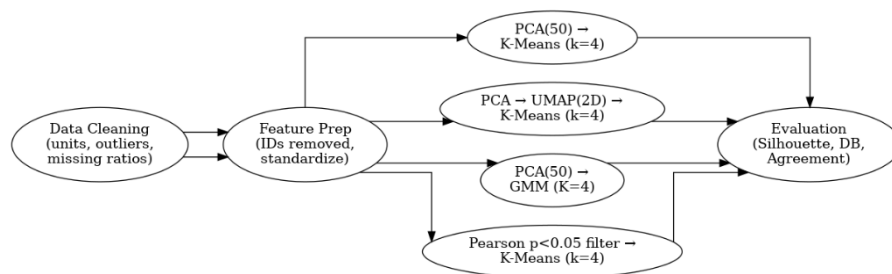 PCA(50) →
K-Means (k=4)
Data Cleaning
(units, outliers,
missing ratios)
Feature Prep
(IDs removed,
standardize)
PCA → UMAP(2D) →
K-Means (k=4)
PCA(50) →
GMM (K=4)
Pearson p<0.05 filter →
K-Means (k=4)
Evaluation
(Silhouette, DB,
Agreement)